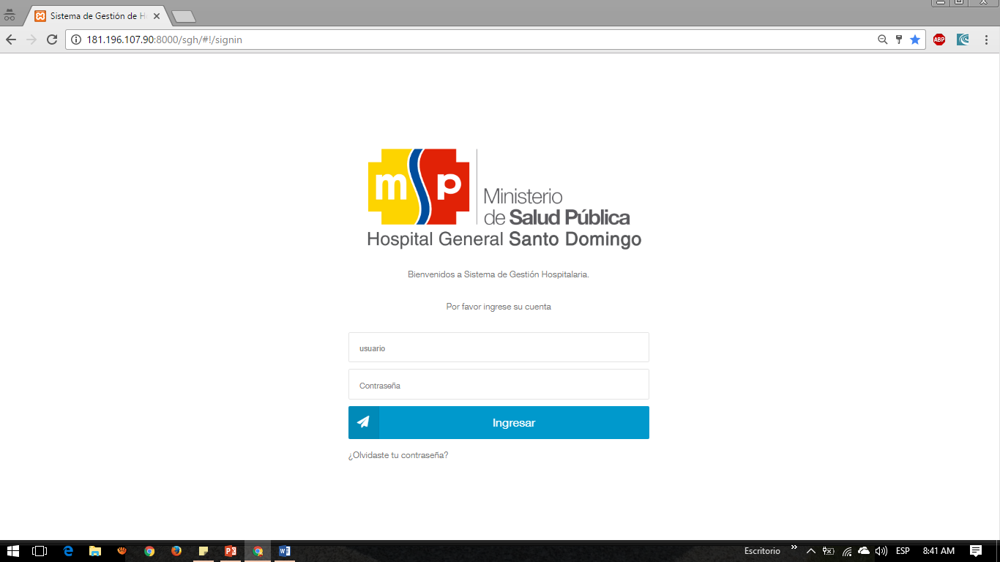 Sistema de Gestión de H
181.196.107.90:8000/sgh/#!/signin
ABP
msp
Ministerio
de Salud Pública
Hospital General Santo Domingo
Bienvenidos a Sistema de Gestión Hospitalaria.
Por favor ingrese su cuenta
usuario
Contraseña
Ingresar
¿Olvidaste tu contraseña?
Escritorio
ESP
8:41 AM